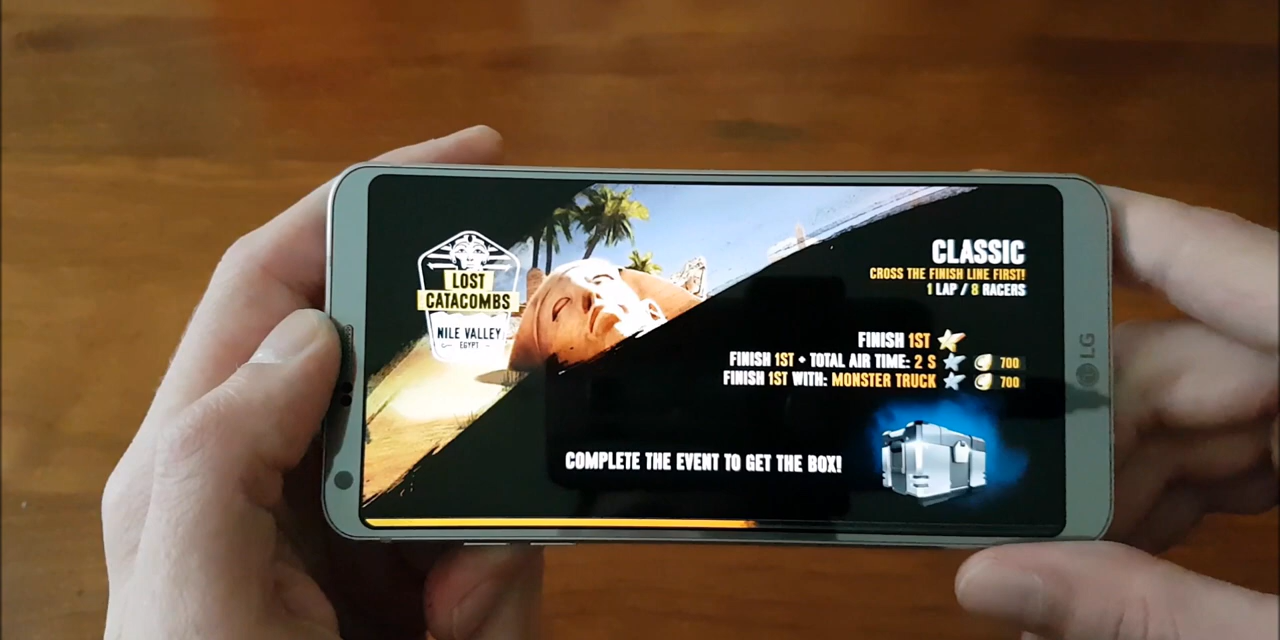 LOST
CATACOMBS
NILE VALLEY
EGYPT
CLASSIC
CROSS THE FINISH LINE FIRST!
1 LAP / 8 RACERS
FINISH 1ST
FINISH 1ST + TOTAL AIR TIME: 2 S 700
FINISH 1ST WITH: MONSTER TRUCK 700
COMPLETE THE EVENT TO GET THE BOX!
LG